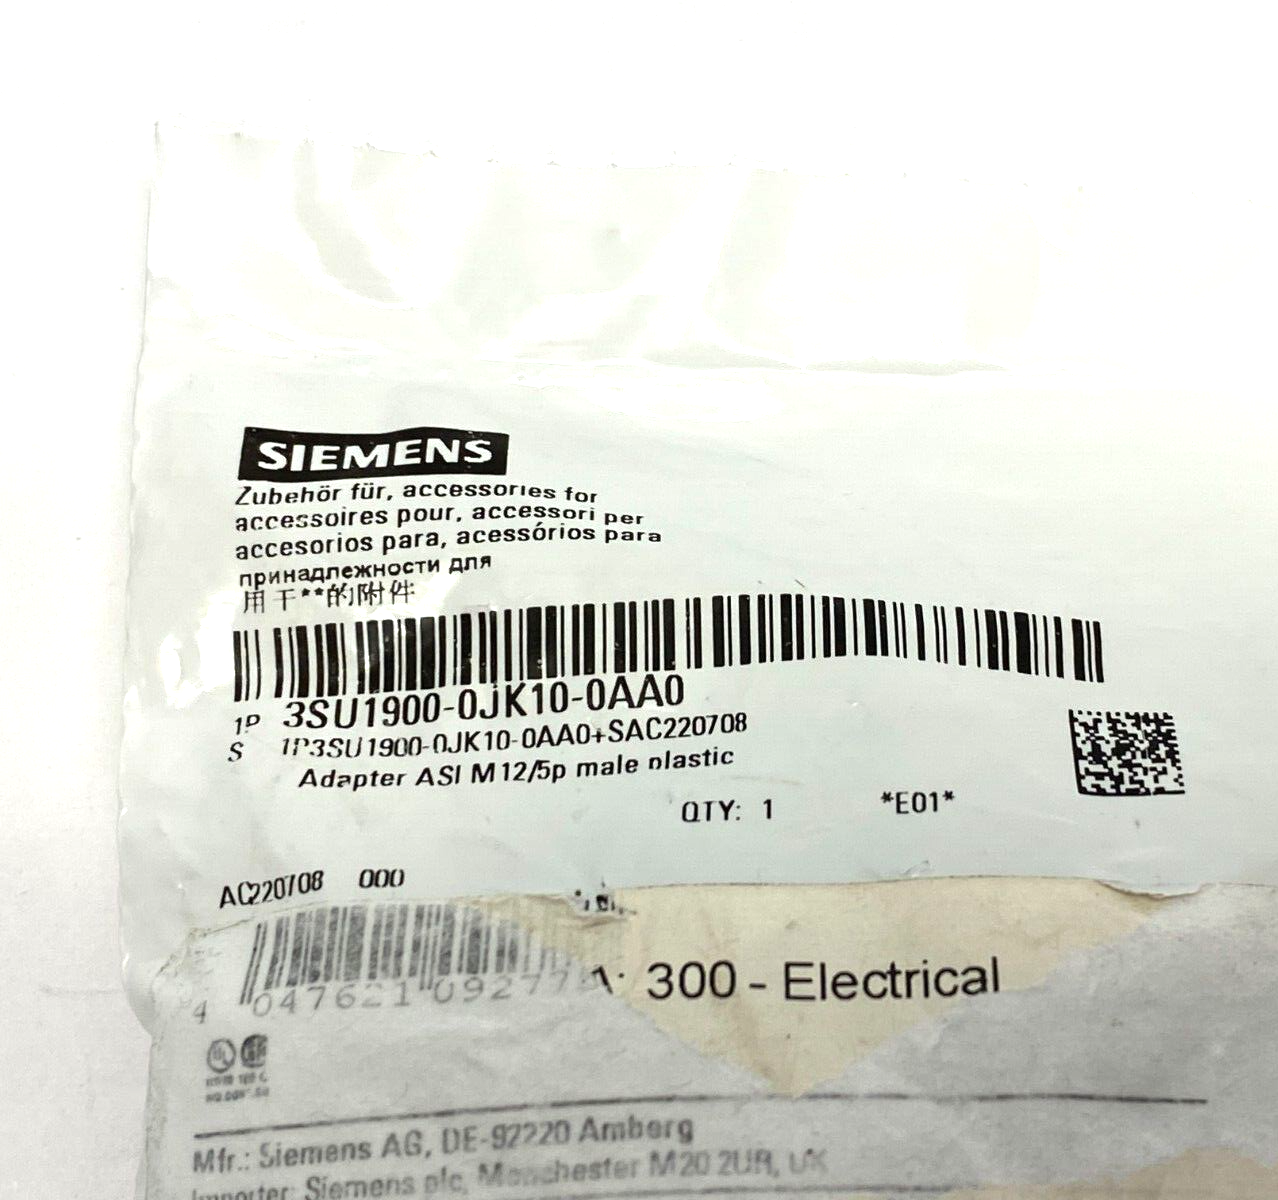 SIEMENS
Zubehör für, accessories for
accessoires pour, accessori per
accesorios para, acessórios para
принадлежности для
用于**的附件
1P 3SU1900-0JK10-0AA0
S 1P3SU1900-0JK10-0AA0+SAC220708
Adapter ASI M12/5p male plastic
QTY: 1 *E01*
AC220708 000
4 047621 09277
300 - Electrical
UL
Mfr.: Siemens AG, DE-92220 Amberg
Importer: Siemens plc, Manchester M20 2UR, UK